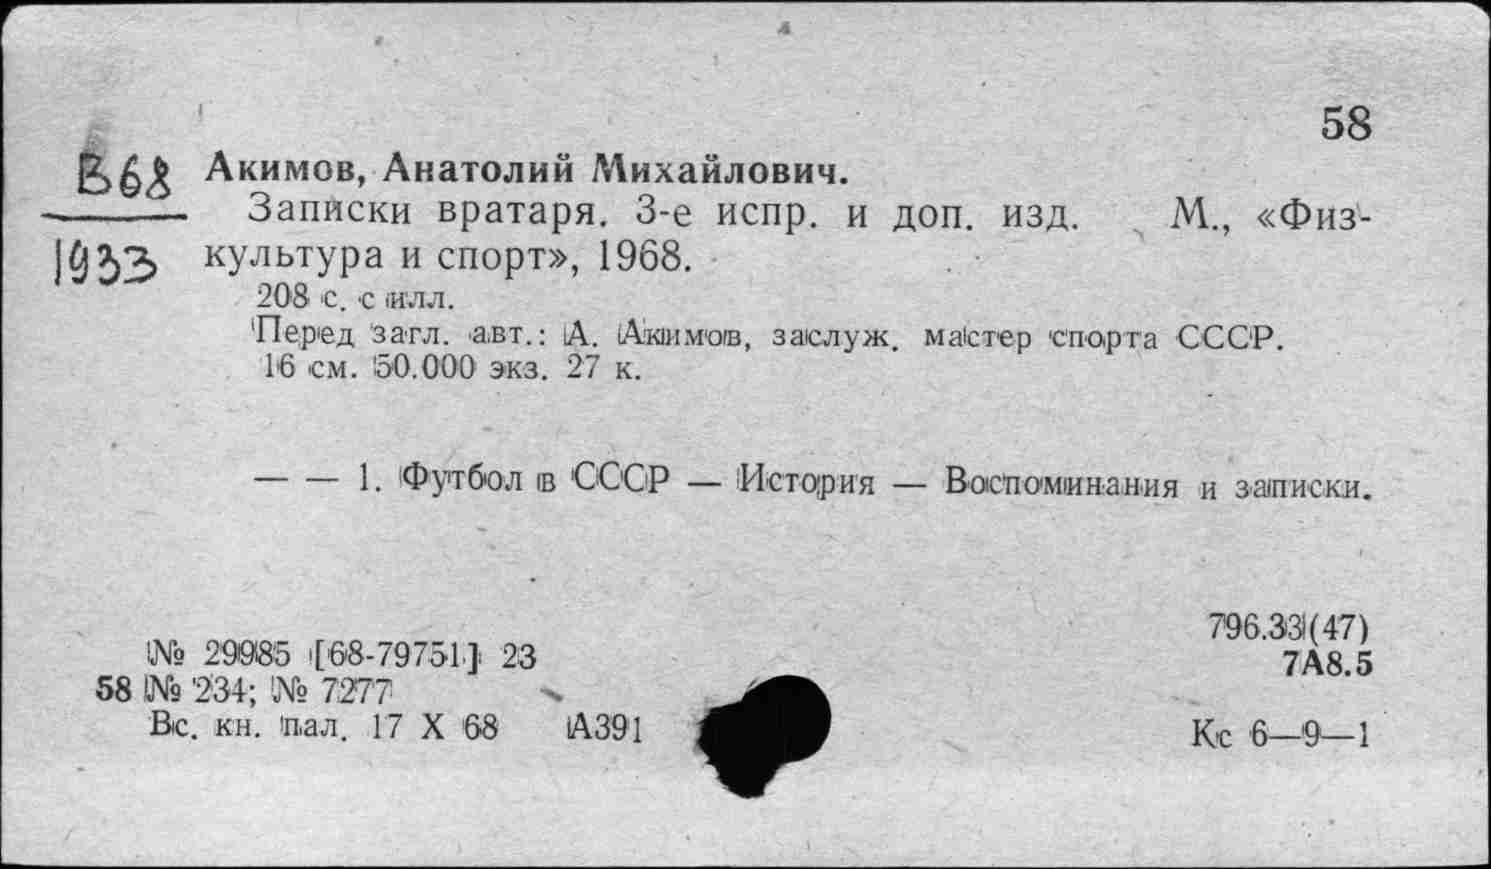 58
В68
1933
Акимов, Анатолий Михайлович.
Записки вратаря. 3-е испр. и доп. изд. М., «Физ-
культура и спорт», 1968.
208 с. с илл.
Перед загл. авт.: А. Акимов, заслуж. мастер спорта СССР.
16 см. 50.000 экз. 27 к.
— — 1. Футбол в СССР — История — Воспоминания и записки.
796.33(47)
7А8.5
№ 29985 [68-79751] 23
58 № 234; № 7277
Вс. кн. пал. 17 X 68 А391
Кс 6—9—1